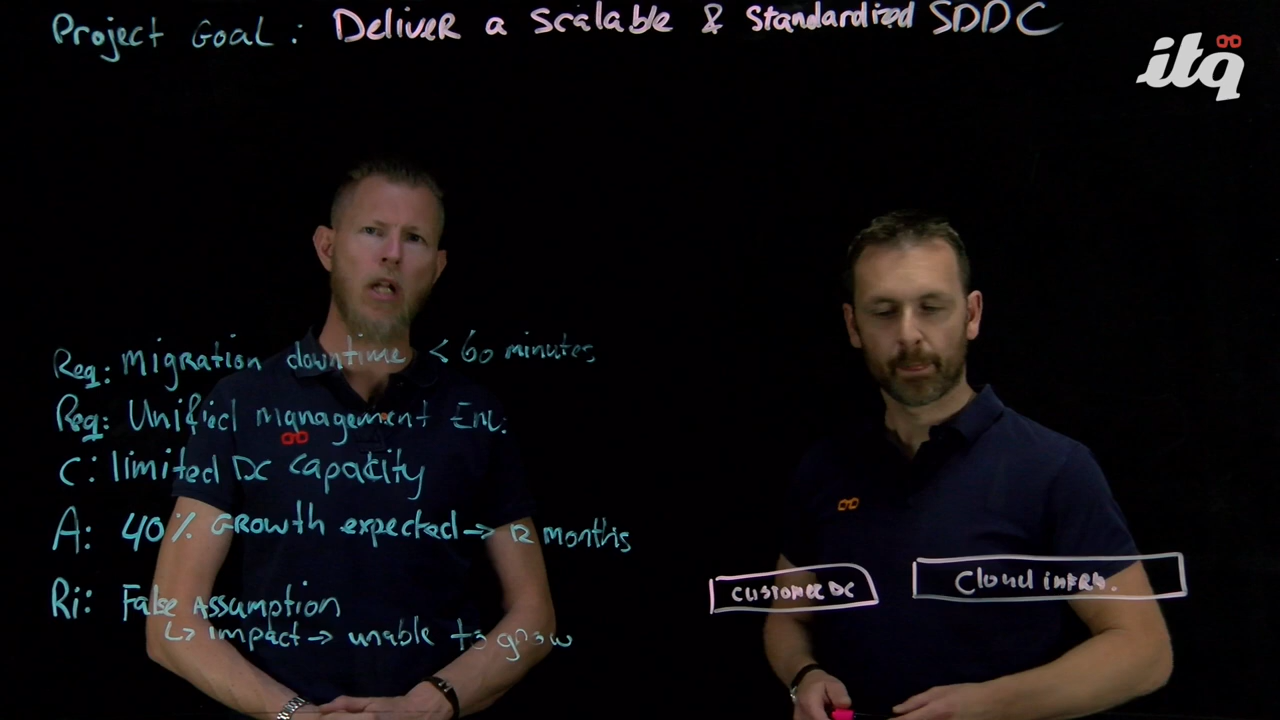 Project Goal: Deliver a Scalable & Standardized SDDC
itq
Req: Migration downtime < 60 minutes
Req: Unified Management Env.
C: limited DC capacity
A: 40% Growth expected → 12 months
Ri: False Assumption
↳ impact → unable to grow
Customer DC
Cloud infra.